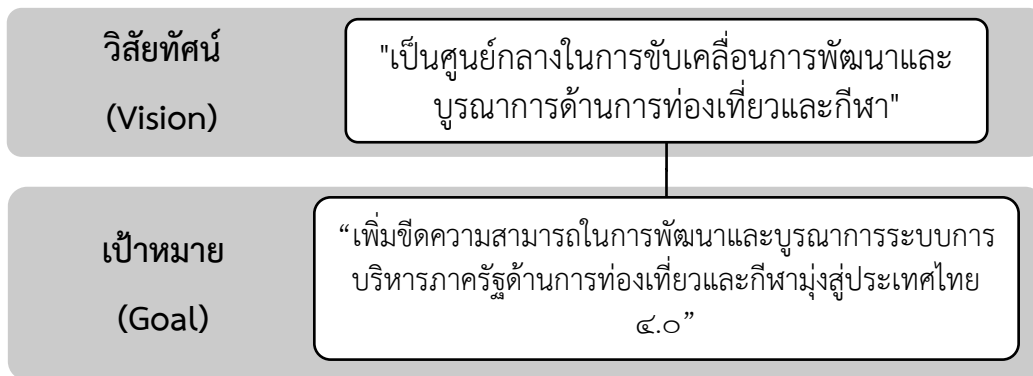 วิสัยทัศน์
(Vision)
"เป็นศูนย์กลางในการขับเคลื่อนการพัฒนาและ
บูรณาการด้านการท่องเที่ยวและกีฬา"
เป้าหมาย
(Goal)
“เพิ่มขีดความสามารถในการพัฒนาและบูรณาการระบบการ
บริหารภาครัฐด้านการท่องเที่ยวและกีฬามุ่งสู่ประเทศไทย
๔.๐”